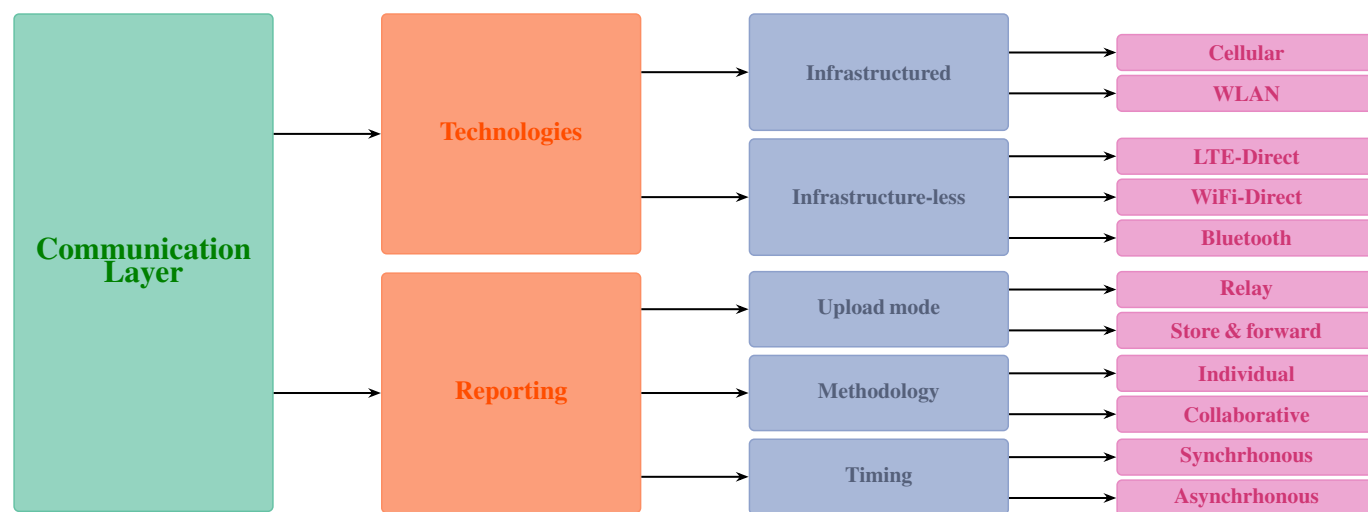 Communication
Layer
Technologies
Reporting
Infrastructured
Infrastructure-less
Upload mode
Methodology
Timing
Cellular
WLAN
LTE-Direct
WiFi-Direct
Bluetooth
Relay
Store & forward
Individual
Collaborative
Synchrhonous
Asynchrhonous